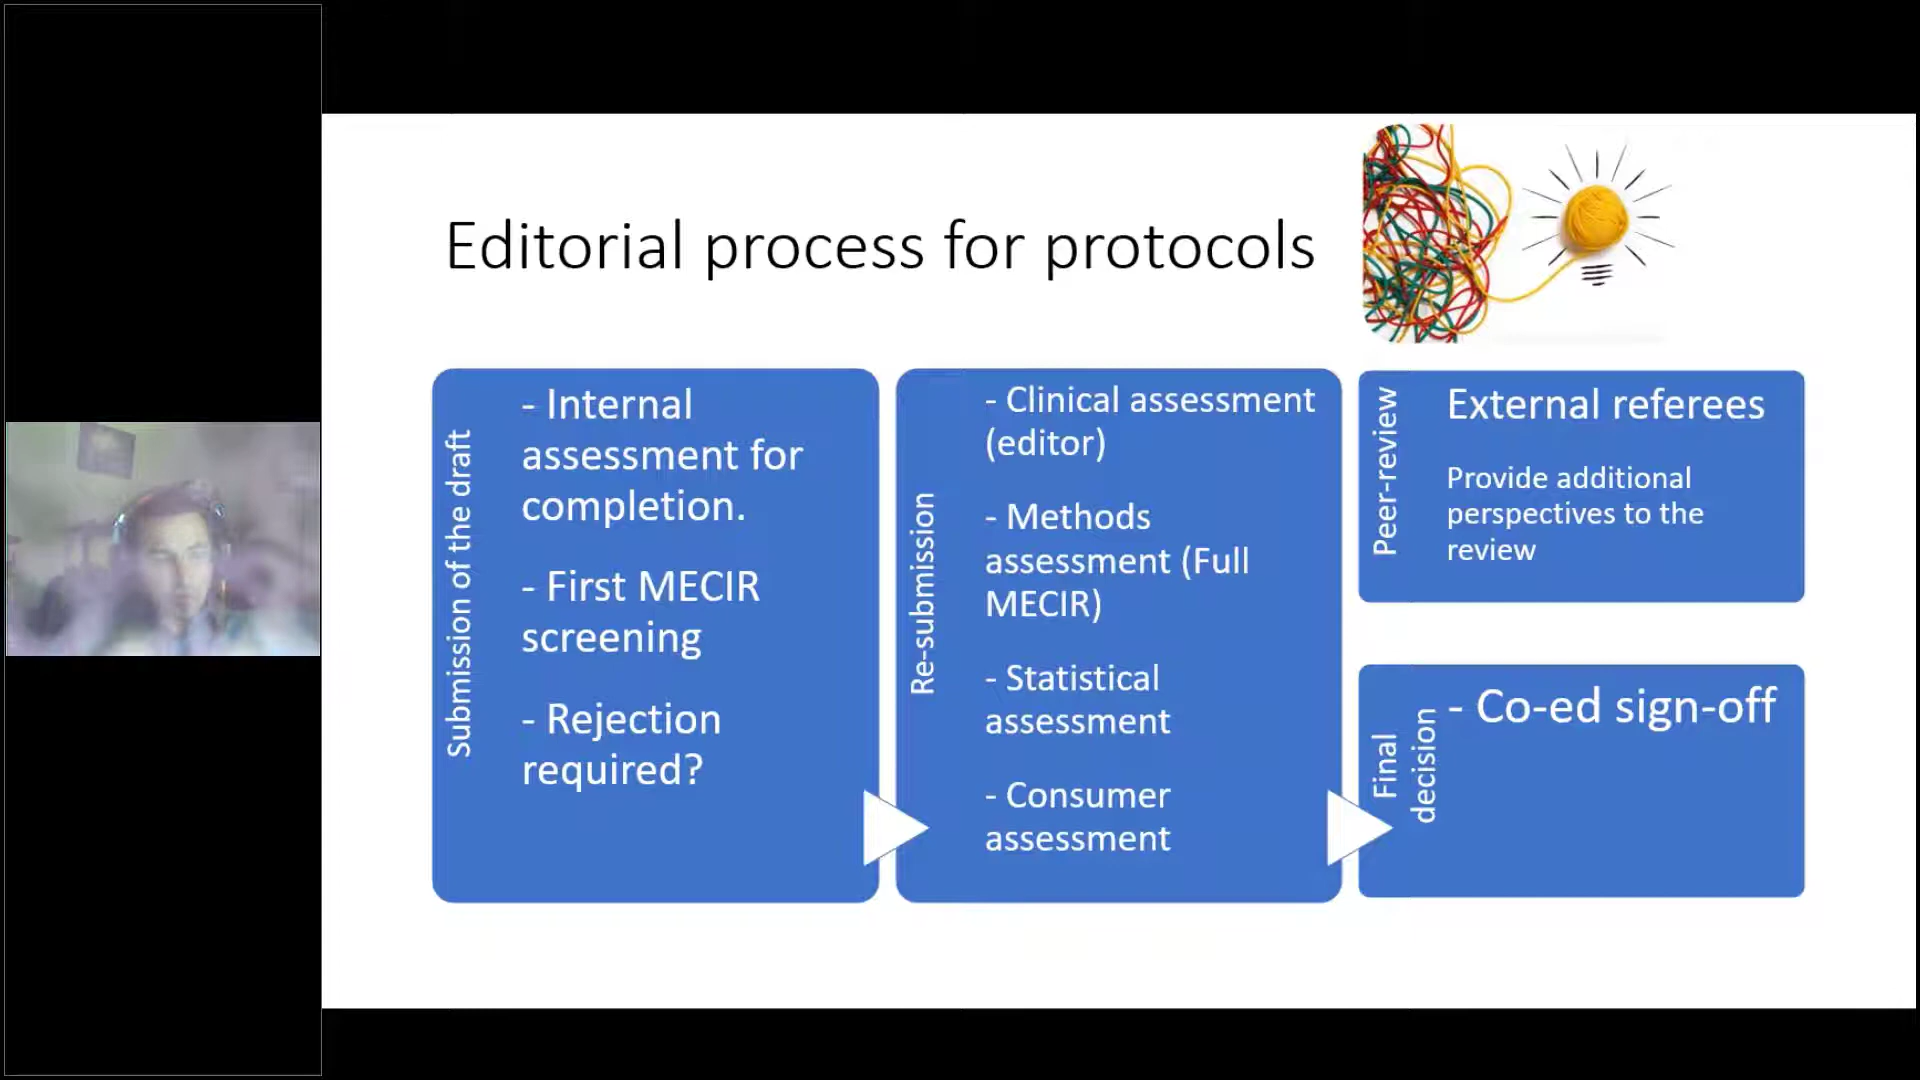 Editorial process for protocols
Submission of the draft
- Internal
assessment for
completion.
- First MECIR
screening
- Rejection
required?
Re-submission
- Clinical assessment
(editor)
- Methods
assessment (Full
MECIR)
- Statistical
assessment
- Consumer
assessment
Peer-review
External referees
Provide additional
perspectives to the
review
Final
decision
- Co-ed sign-off